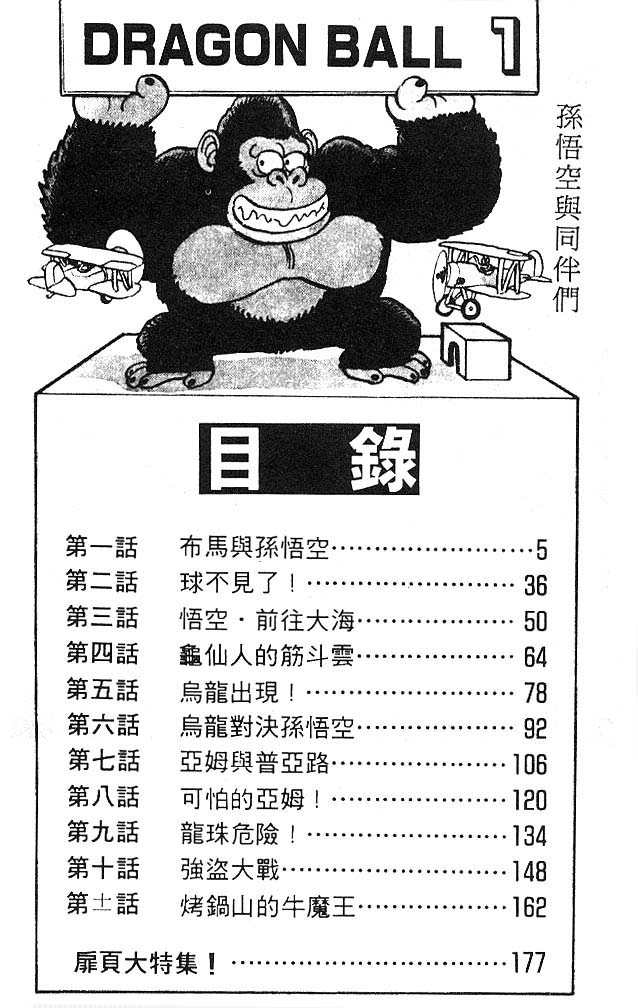 DRAGON BALL 1
孫悟空與同伴們
目 錄
第一話 布馬與孫悟空……………………5
第二話 球不見了！…………………… 36
第三話 悟空・前往大海……………… 50
第四話 龜仙人的筋斗雲……………… 64
第五話 烏龍出現！…………………… 78
第六話 烏龍對決孫悟空……………… 92
第七話 亞姆與普亞路…………………106
第八話 可怕的亞姆！…………………120
第九話 龍珠危險！……………………134
第十話 強盜大戰………………………148
第十一話 烤鍋山的牛魔王………………162
扉頁大特集！……………………………177